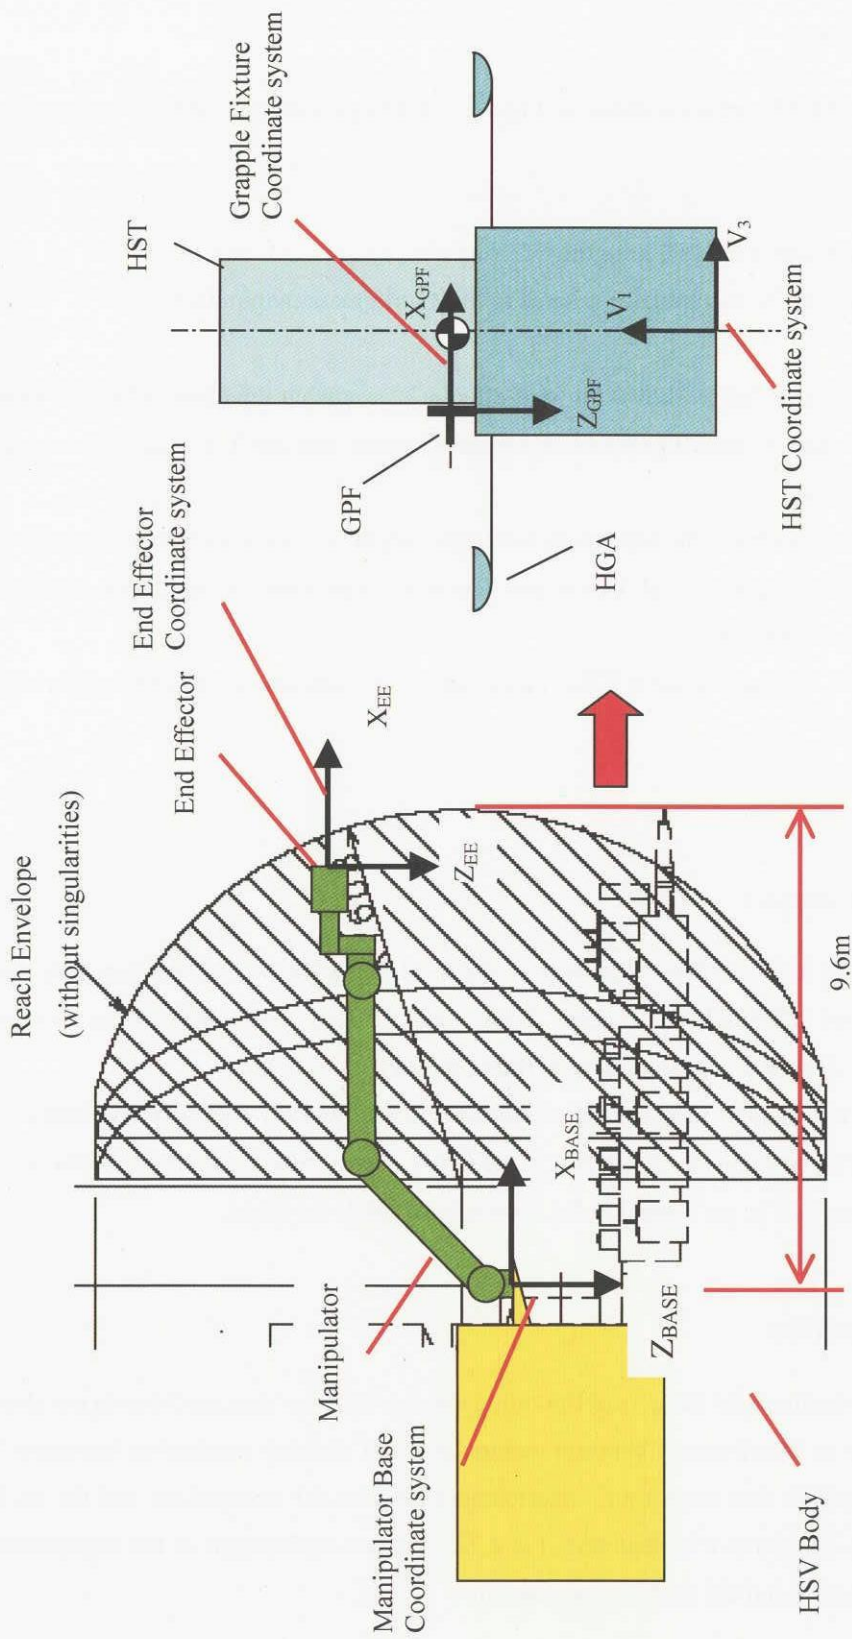 Reach Envelope
(without singularities)
End Effector
Coordinate system
End Effector
X_EE
Z_EE
Manipulator
Manipulator Base
Coordinate system
X_BASE
Z_BASE
9.6m
HSV Body
HST
Grapple Fixture
Coordinate system
X_GPF
Z_GPF
GPF
HGA
V_1
V_3
HST Coordinate system